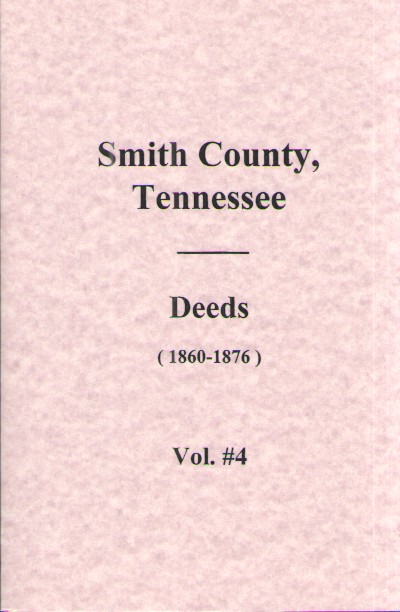 Smith County,
Tennessee
Deeds
( 1860-1876 )
Vol. #4